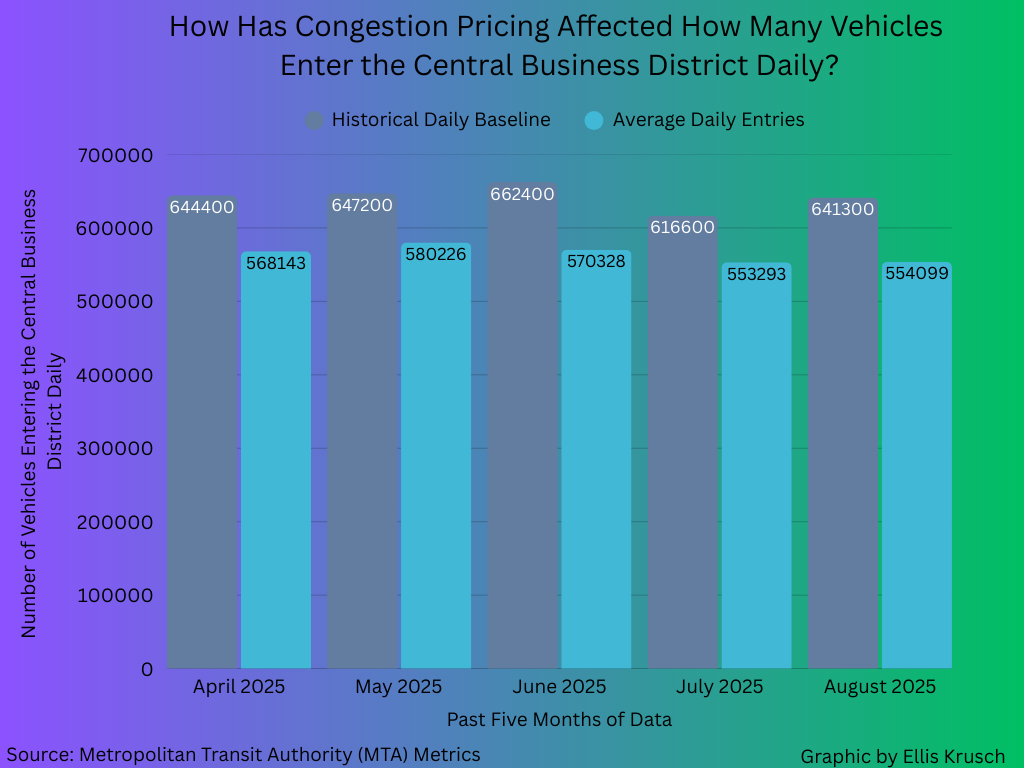 How Has Congestion Pricing Affected How Many Vehicles
Enter the Central Business District Daily?
Historical Daily Baseline
Average Daily Entries
Number of Vehicles Entering the Central Business
District Daily
700000
600000
500000
400000
300000
200000
100000
0
644400
568143
647200
580226
662400
570328
616600
553293
641300
554099
April 2025
May 2025
June 2025
July 2025
August 2025
Past Five Months of Data
Source: Metropolitan Transit Authority (MTA) Metrics
Graphic by Ellis Krusch